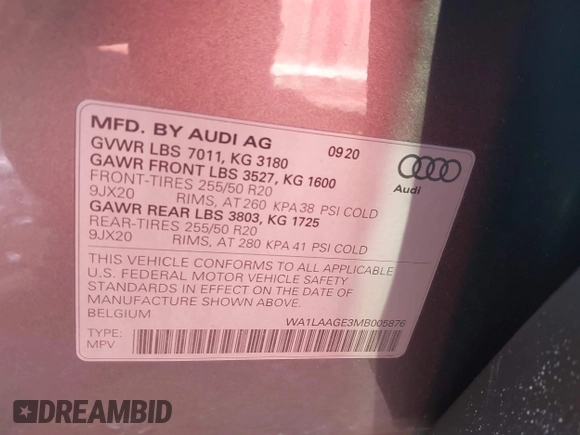 MFD. BY AUDI AG 09 20
GVWR LBS 7011, KG 3180
GAWR FRONT LBS 3527, KG 1600
FRONT-TIRES 255/50 R20
9JX20 RIMS, AT 260 KPA 38 PSI COLD
GAWR REAR LBS 3803, KG 1725
REAR-TIRES 255/50 R20
9JX20 RIMS, AT 280 KPA 41 PSI COLD
Audi
THIS VEHICLE CONFORMS TO ALL APPLICABLE
U.S. FEDERAL MOTOR VEHICLE SAFETY
STANDARDS IN EFFECT ON THE DATE OF
MANUFACTURE SHOWN ABOVE.
BELGIUM
WA1LAAGE3MB005876
TYPE:
MPV
DREAMBID